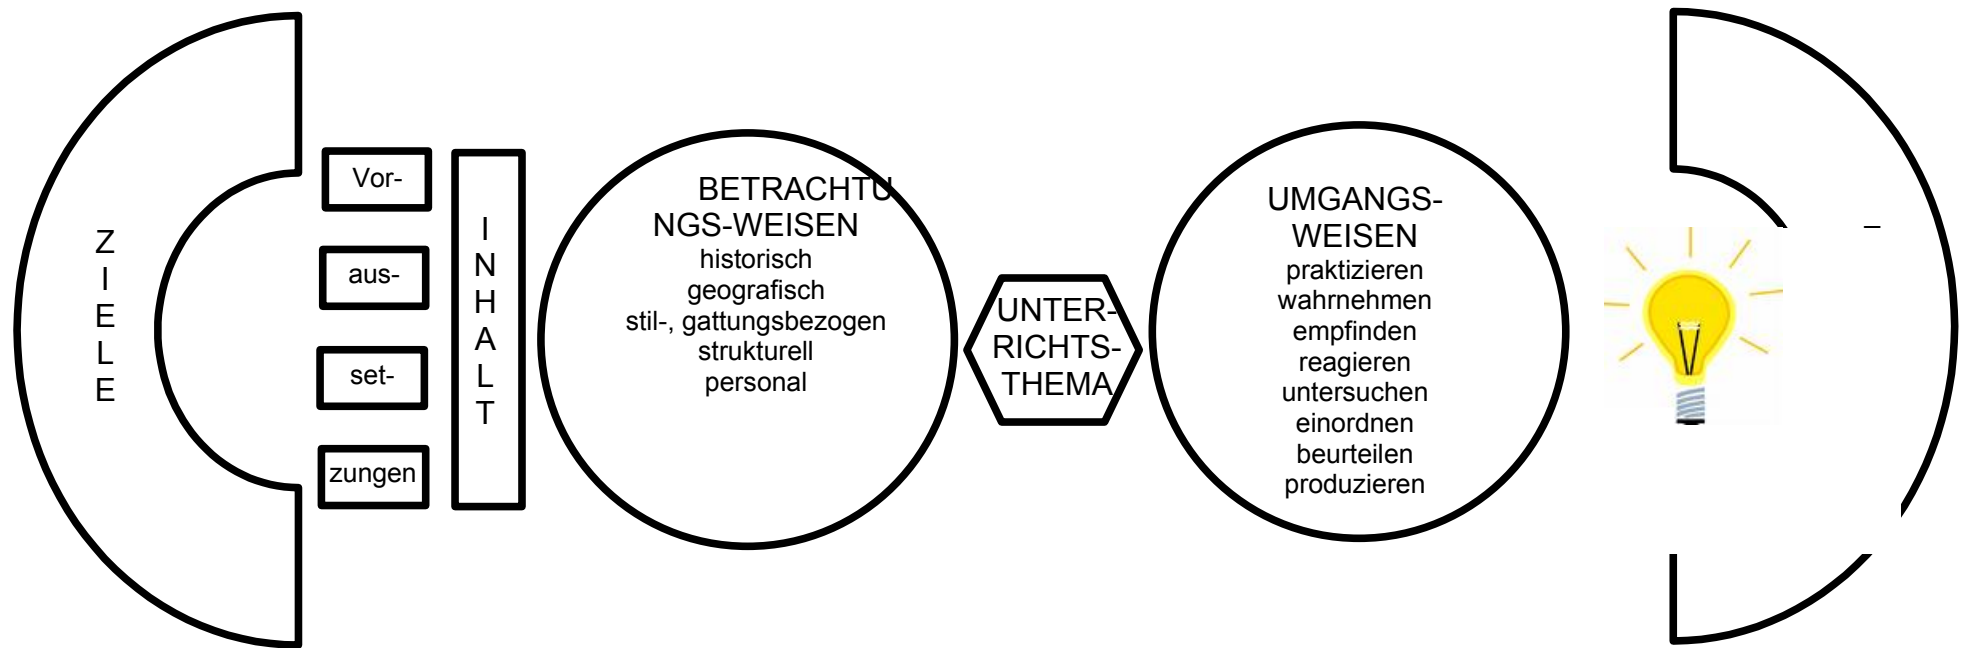 Z
I
E
L
E
Vor-
aus-
set-
zungen
I
N
H
A
L
T
BETRACHTU
NGS-WEISEN
historisch
geografisch
stil-, gattungsbezogen
strukturell
personal
UNTER-
RICHTS-
THEMA
UMGANGS-
WEISEN
praktizieren
wahrnehmen
empfinden
reagieren
untersuchen
einordnen
beurteilen
produzieren